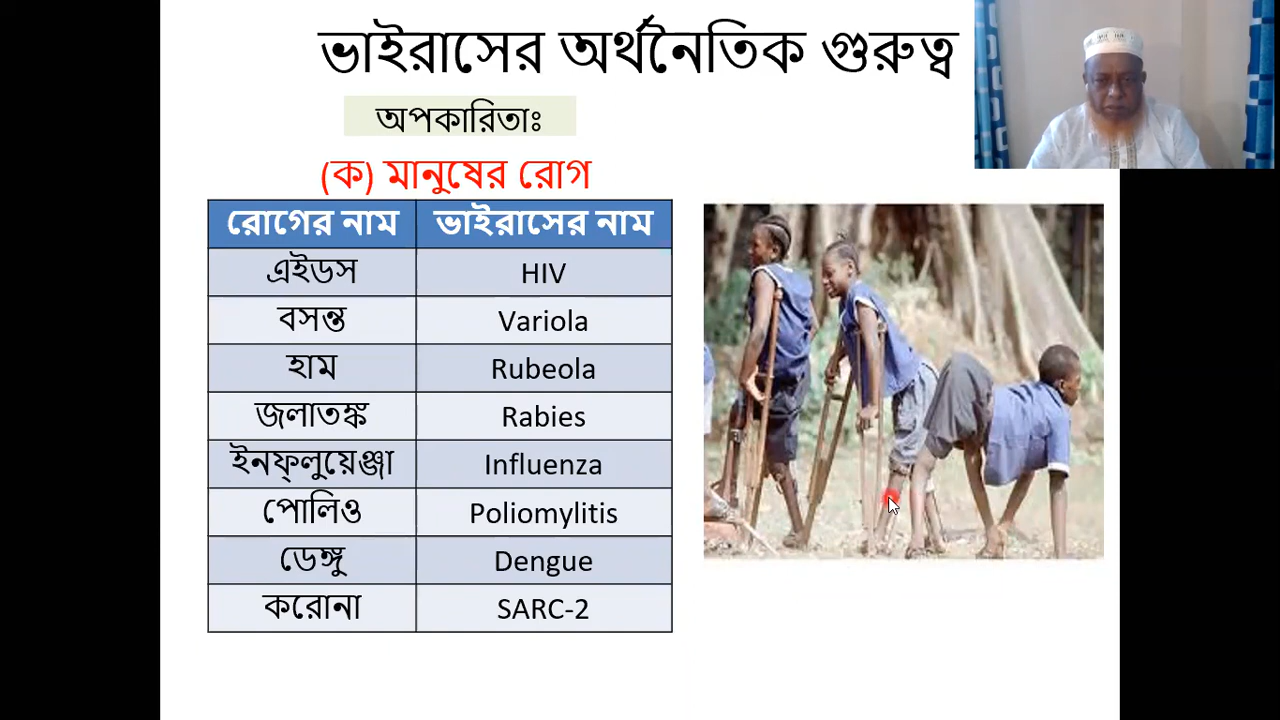 ভাইরাসের অর্থনৈতিক গুরুত্ব
অপকারিতাঃ
(ক) মানুষের রোগ
রোগের নাম ভাইরাসের নাম
এইডস HIV
বসন্ত Variola
হাম Rubeola
জলাতঙ্ক Rabies
ইনফ্লুয়েঞ্জা Influenza
পোলিও Poliomylitis
ডেঙ্গু Dengue
করোনা SARC-2